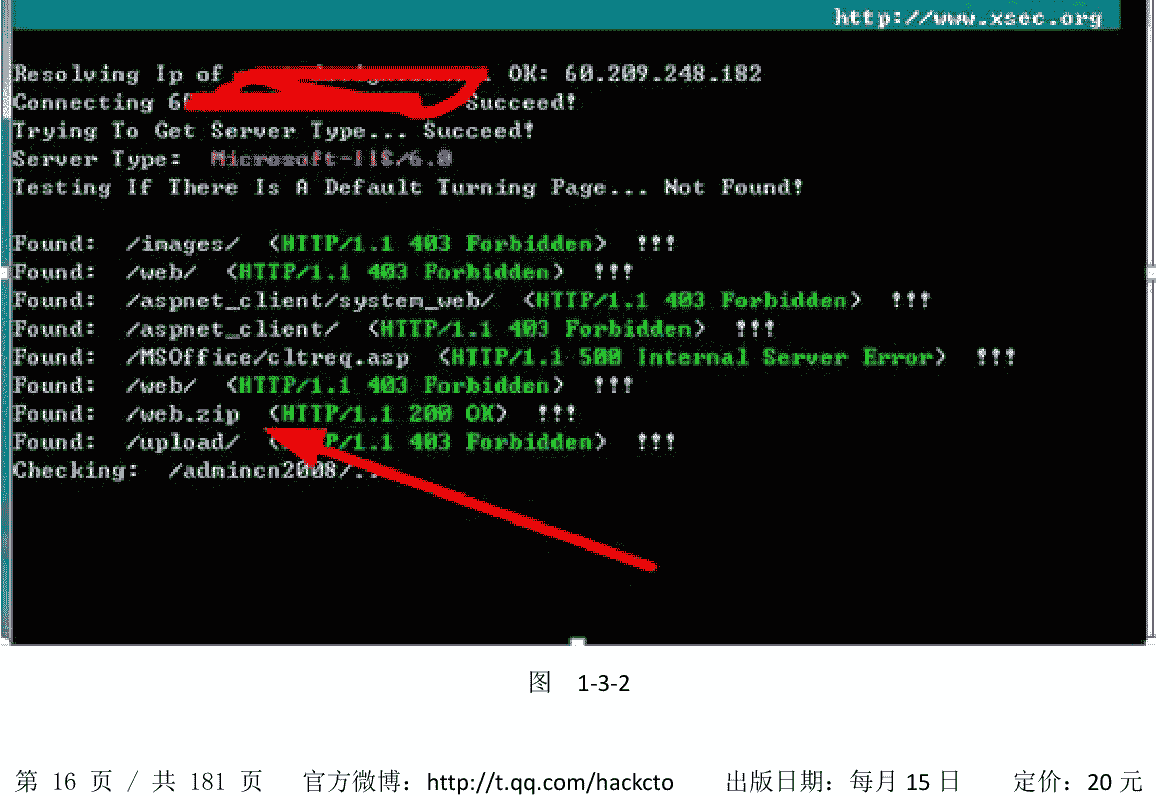 http://www.xsec.org
Resolving Ip of OK: 60.209.248.182
Connecting 6 Succeed!
Trying To Get Server Type... Succeed!
Server Type: Microsoft-IIS/6.0
Testing If There Is A Default Turning Page... Not Found!
Found: /images/ <HTTP/1.1 403 Forbidden> !!!
Found: /web/ <HTTP/1.1 403 Forbidden> !!!
Found: /aspnet_client/system_web/ <HTTP/1.1 403 Forbidden> !!!
Found: /aspnet_client/ <HTTP/1.1 403 Forbidden> !!!
Found: /MSOffice/cltreq.asp <HTTP/1.1 500 Internal Server Error> !!!
Found: /web/ <HTTP/1.1 403 Forbidden> !!!
Found: /web.zip <HTTP/1.1 200 OK> !!!
Found: /upload/ P/1.1 403 Forbidden> !!!
Checking: /admincn2008/..
图 1-3-2
第 16 页 / 共 181 页 官方微博：http://t.qq.com/hackcto 出版日期：每月 15 日 定价：20 元